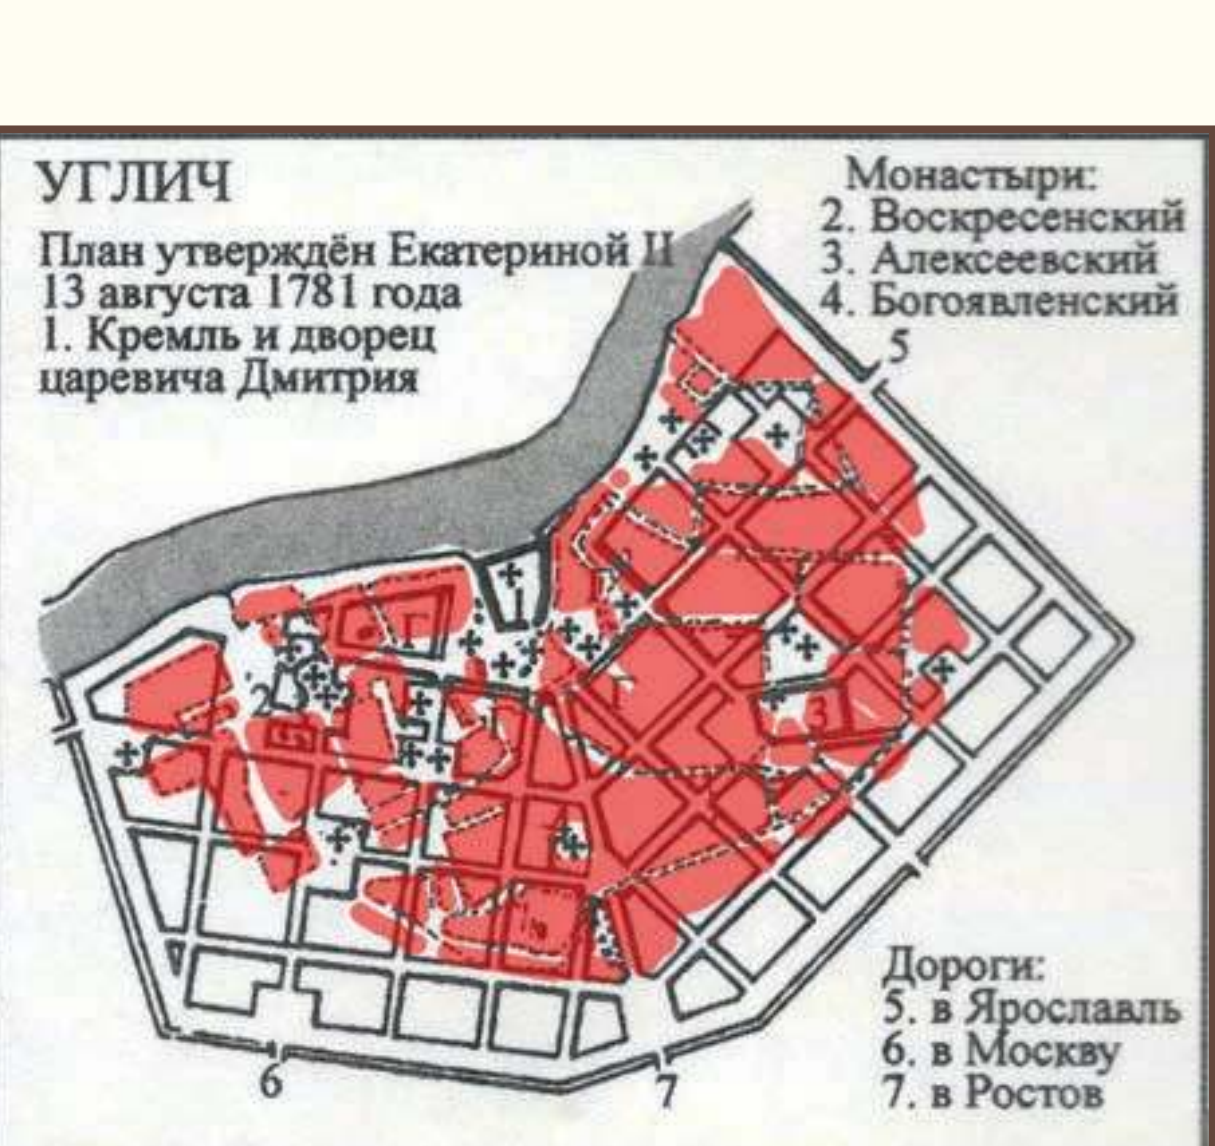 УГЛИЧ
План утверждён Екатериной II
13 августа 1781 года
1. Кремль и дворец
царевича Дмитрия
Монастыри:
2. Воскресенский
3. Алексеевский
4. Богоявленский
5
1
Г
2
Г
3
Дороги:
5. в Ярославль
6. в Москву
7. в Ростов
6
7